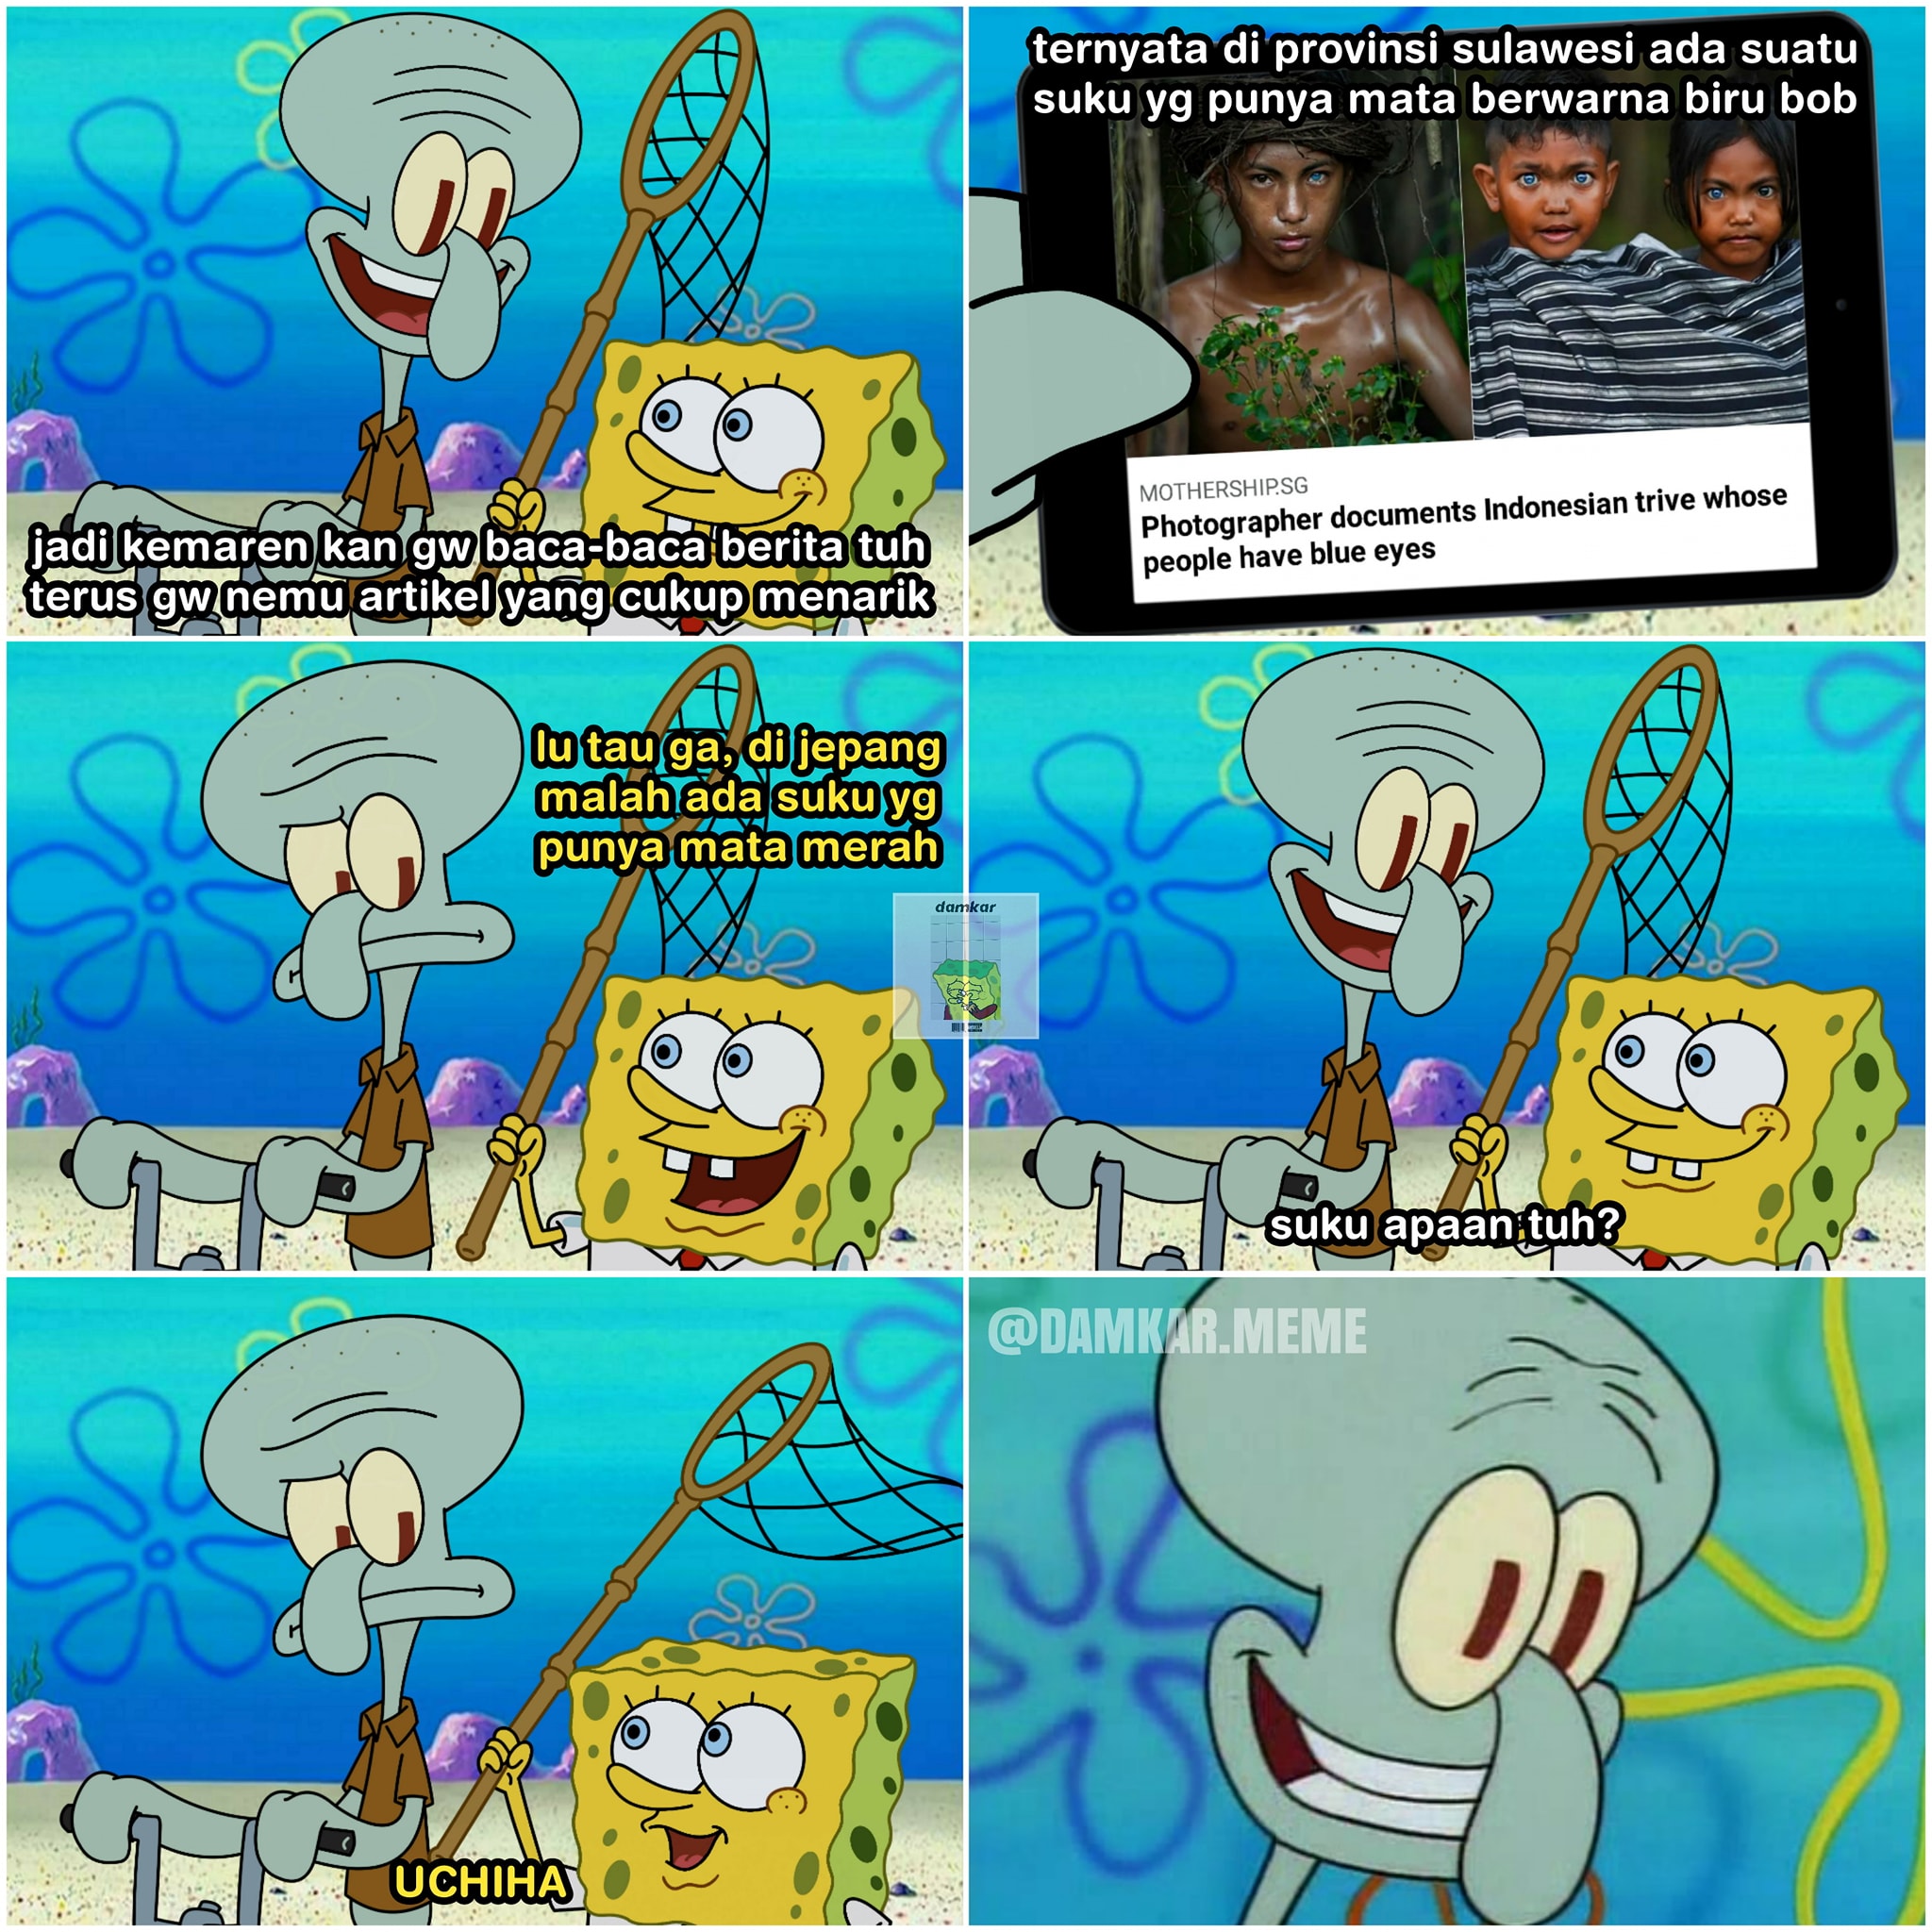 jadi kemaren kan gw baca-baca berita tuh
terus gw nemu artikel yang cukup menarik
ternyata di provinsi sulawesi ada suatu
suku yg punya mata berwarna biru bob
MOTHERSHIP.SG
Photographer documents Indonesian trive whose
people have blue eyes
lu tau ga, di jepang
malah ada suku yg
punya mata merah
damkar
suku apaan tuh?
UCHIHA
@DAMKAR.MEME